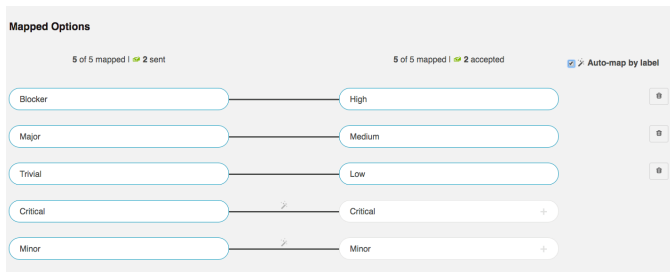 Mapped Options
5 of 5 mapped | 2 sent 5 of 5 mapped | 2 accepted Auto-map by label
Blocker High
Major Medium
Trivial Low
Critical Critical +
Minor Minor +